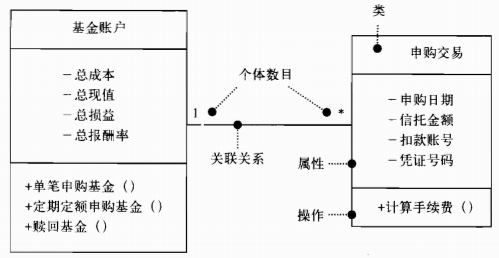 基金账户
-总成本
-总现值
-总损益
-总报酬率
+单笔申购基金()
+定期定额申购基金()
+赎回基金()
个体数目
1
*
关联关系
类
申购交易
-申购日期
-信托金额
-扣款账号
-凭证号码
属性
操作
+计算手续费()